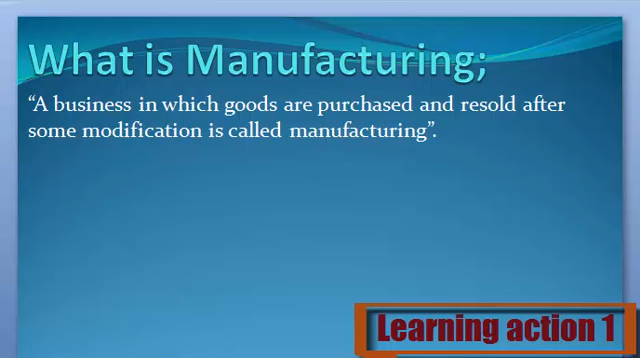 What is Manufacturing;
“A business in which goods are purchased and resold after
some modification is called manufacturing”.
Learning action 1